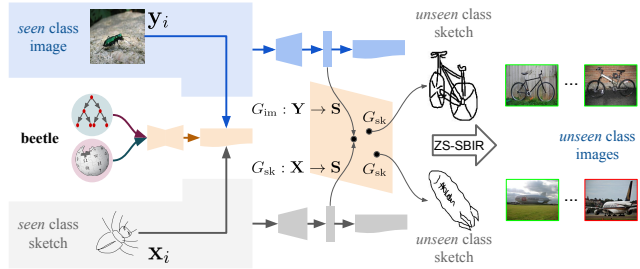 seen class
image
y_i
beetle
seen class
sketch
x_i
G_im : Y → S
G_sk : X → S
G_sk
G_sk
unseen class
sketch
ZS-SBIR
unseen class
sketch
...
unseen class
images
...